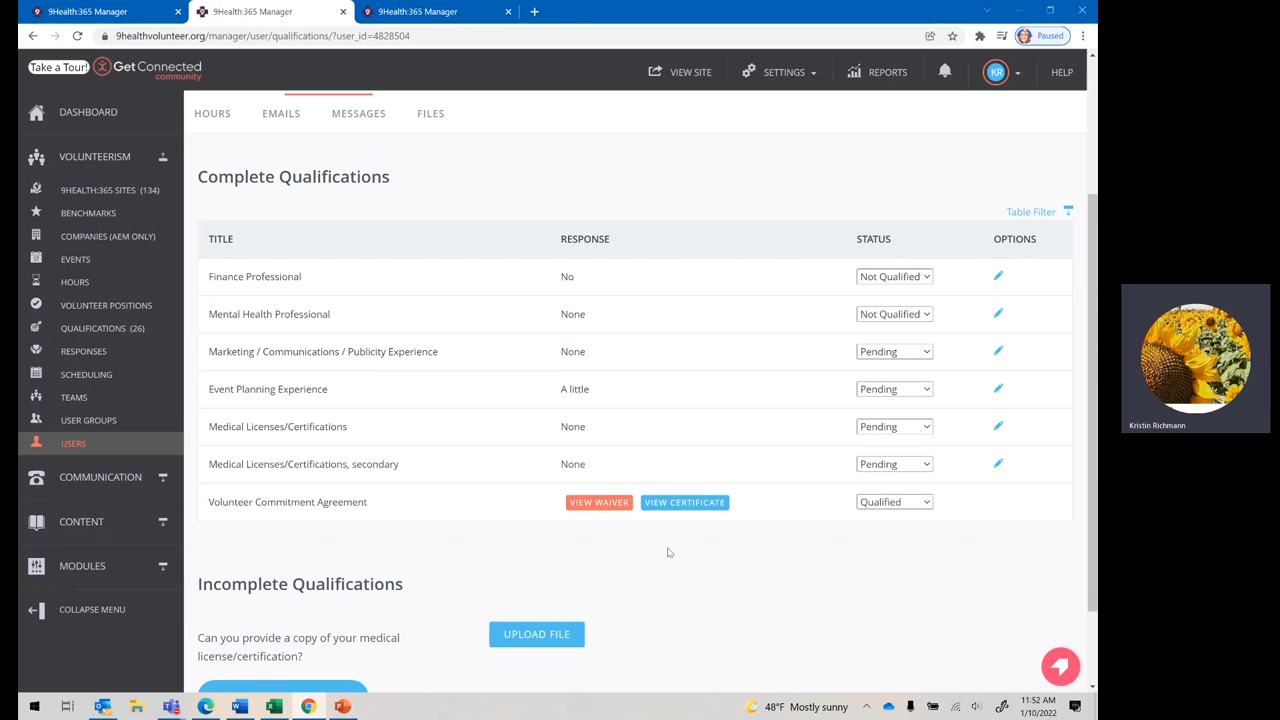 9Health:365 Manager
9Health:365 Manager
9Health:365 Manager
9healthvolunteer.org/manager/user/qualifications/?user_id=4828504
Paused
Take a Tour!
GetConnected
community
VIEW SITE
SETTINGS
REPORTS
KR
HELP
DASHBOARD
VOLUNTEERISM
9HEALTH:365 SITES (134)
BENCHMARKS
COMPANIES (AEM ONLY)
EVENTS
HOURS
VOLUNTEER POSITIONS
QUALIFICATIONS (26)
RESPONSES
SCHEDULING
TEAMS
USER GROUPS
USERS
COMMUNICATION
CONTENT
MODULES
COLLAPSE MENU
HOURS EMAILS MESSAGES FILES
Complete Qualifications
Table Filter
TITLE RESPONSE STATUS OPTIONS
Finance Professional No Not Qualified
Mental Health Professional None Not Qualified
Marketing / Communications / Publicity Experience None Pending
Event Planning Experience A little Pending
Medical Licenses/Certifications None Pending
Medical Licenses/Certifications, secondary None Pending
Volunteer Commitment Agreement VIEW WAIVER VIEW CERTIFICATE Qualified
Incomplete Qualifications
Can you provide a copy of your medical
license/certification?
UPLOAD FILE
Kristin Richmann
48°F Mostly sunny
11:52 AM
1/10/2022